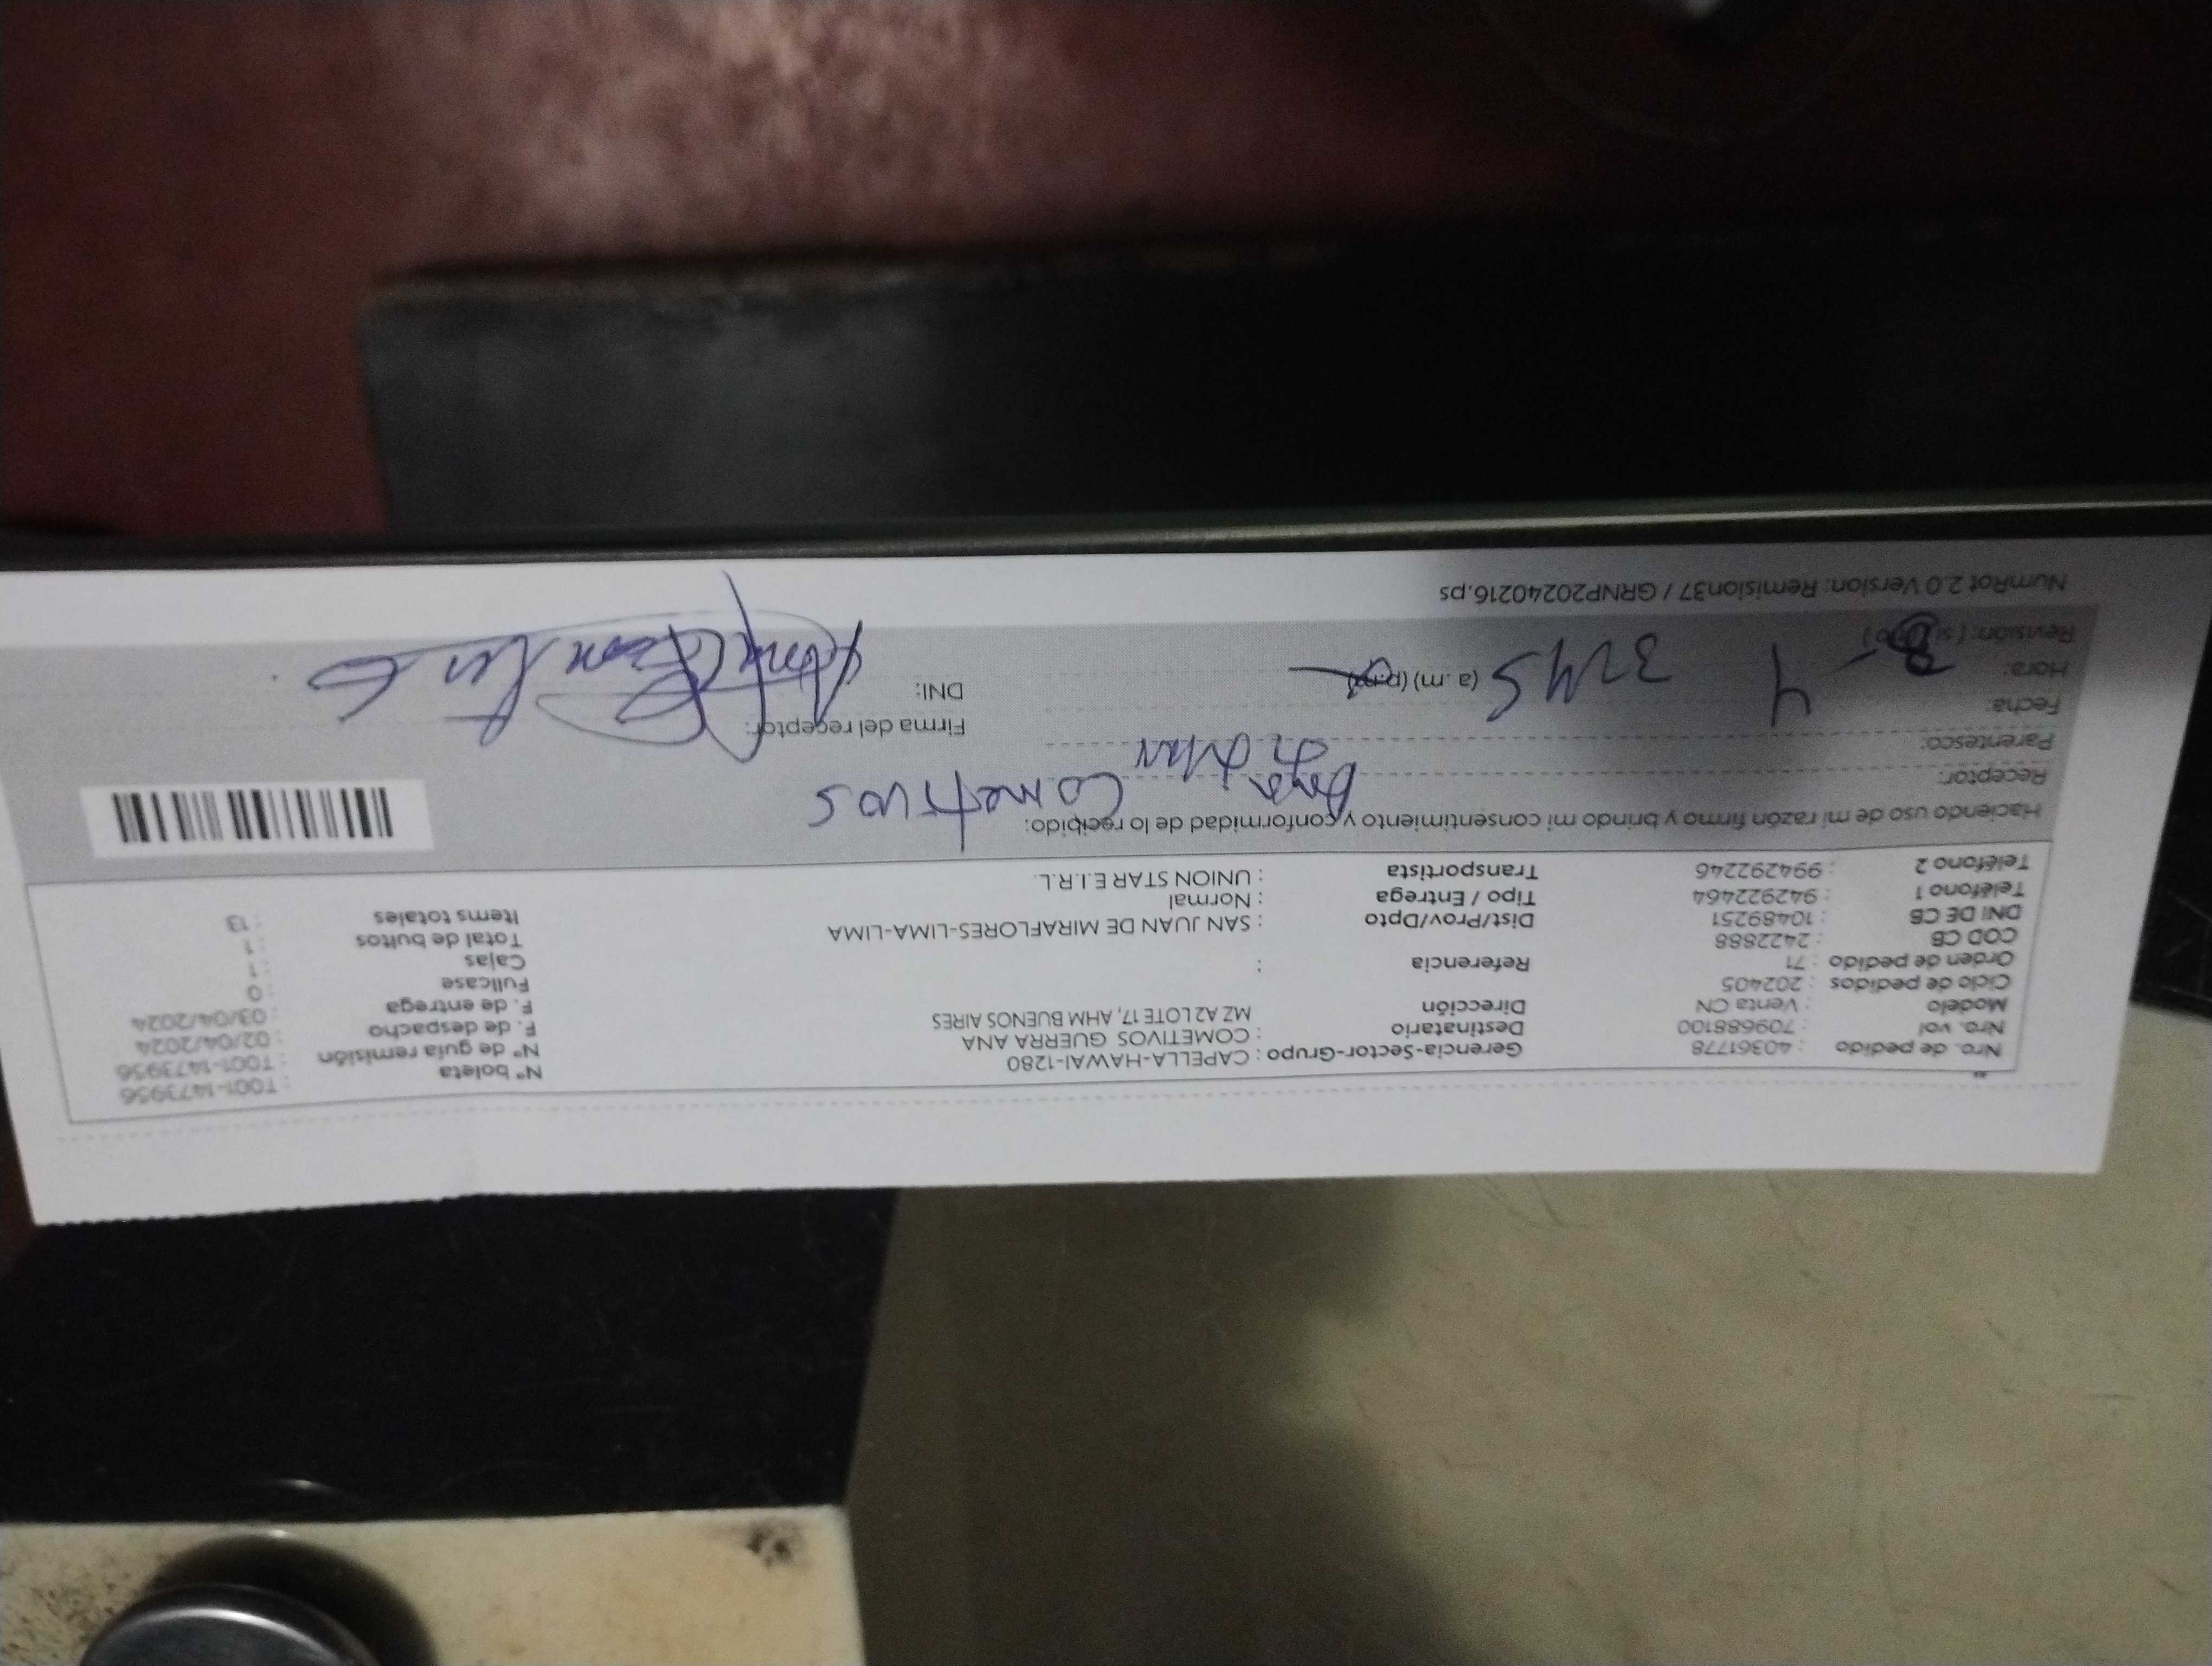 Nro. de pedido : 40361778 Gerencia-Sector-Grupo : CAPELLA-HAWAI-1280 N° boleta : T001-1473956
Nro. vol : 709688100 Destinatario : COMETIVOS GUERRA ANA N° de guía remisión : T001-1473956
Modelo : Venta CN Dirección : MZ A2 LOTE 17, AHM BUENOS AIRES F. de despacho : 02/04/2024
Ciclo de pedidos : 202405 F. de entrega : 03/04/2024
Orden de pedido : 71 Referencia : Fullcase : 0
COD CB : 2422888 Cajas : 1
DNI DE CB : 10489251 Dist/Prov/Dpto : SAN JUAN DE MIRAFLORES-LIMA-LIMA Total de bultos : 1
Teléfono 1 : 942922464 Tipo / Entrega : Normal Items totales : 13
Teléfono 2 : 994292246 Transportista : UNION STAR E.I.R.L.
Haciendo uso de mi razón firmo y brindo mi consentimiento y conformidad de lo recibido:
Receptor: Ana Cometivos
Parentesco:
Fecha: 4 Firma del receptor:
Hora: (a.m) (p.m) DNI:
Revisión: ( si ) ( no )
NumRot 2.0 Version: Remision37 / GRNP20240216.ps